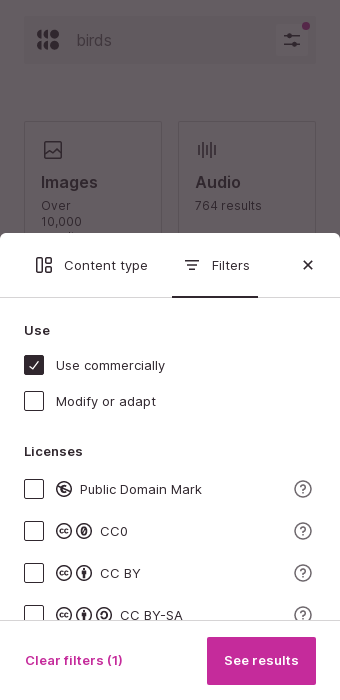 birds
Images
Audio
Over
10,000
764 results
Content type
Filters
Use
Use commercially
Modify or adapt
Licenses
Public Domain Mark
CC0
CC BY
CC BY-SA
Clear filters (1)
See results